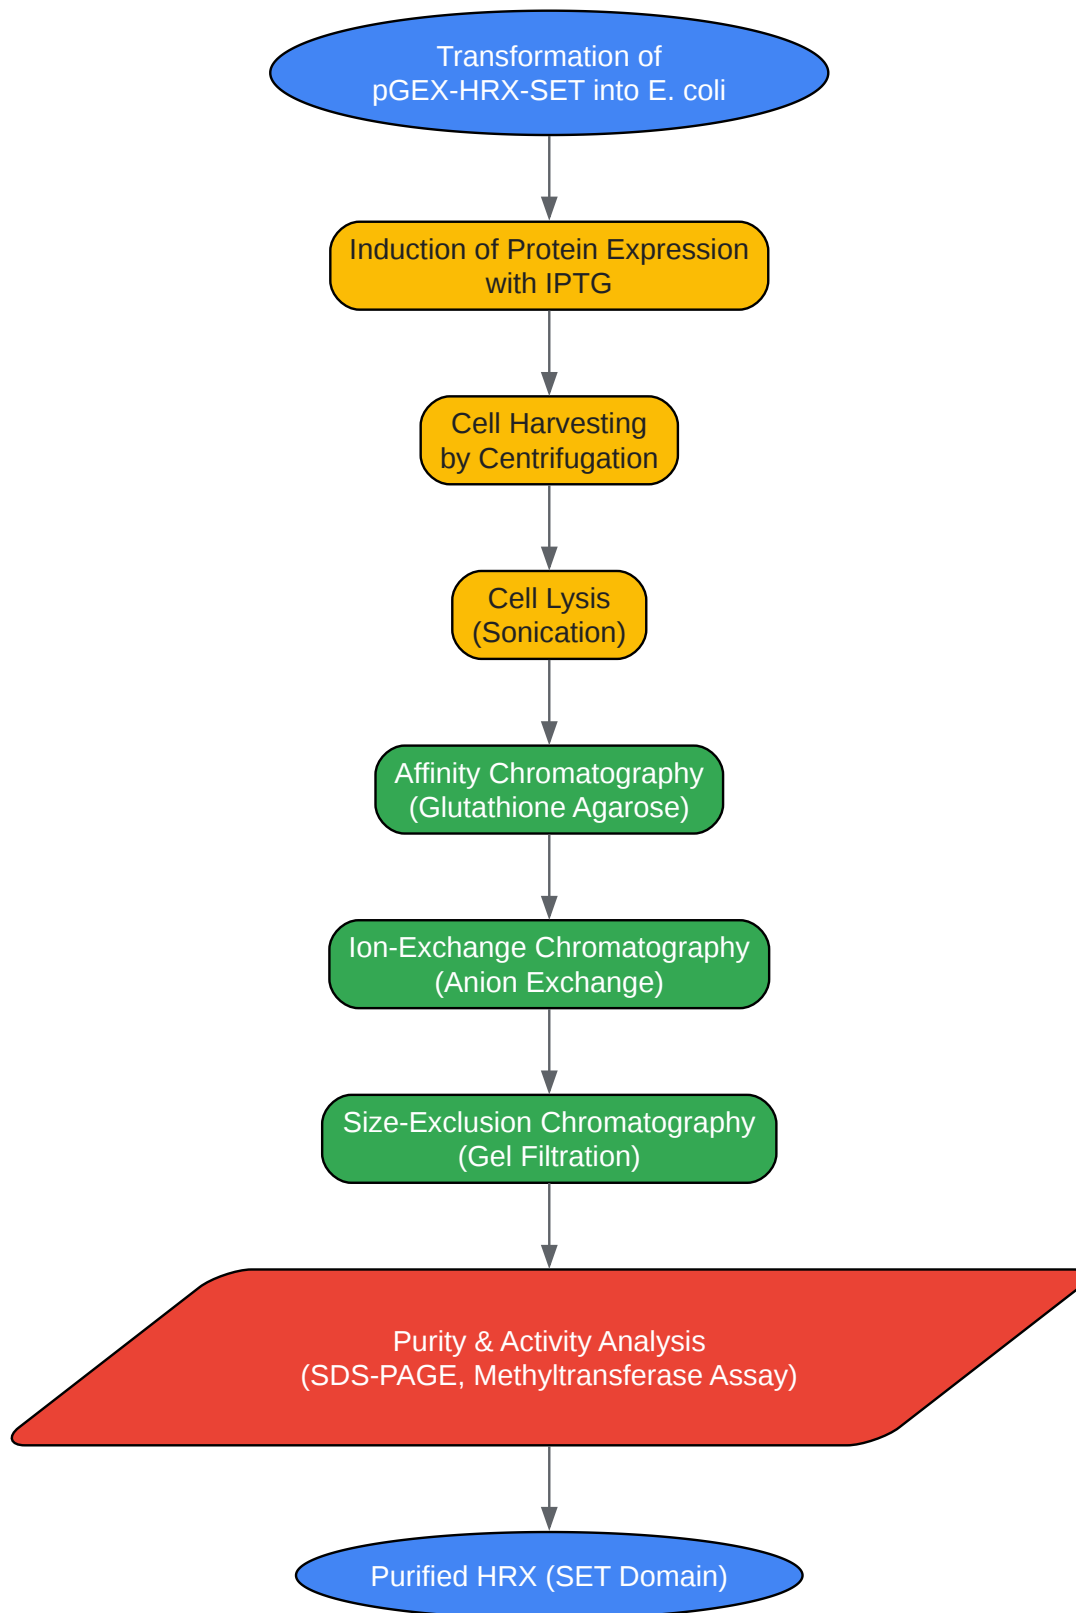 Transformation of
pGEX-HRX-SET into E. coli
Induction of Protein Expression
with IPTG
Cell Harvesting
by Centrifugation
Cell Lysis
(Sonication)
Affinity Chromatography
(Glutathione Agarose)
Ion-Exchange Chromatography
(Anion Exchange)
Size-Exclusion Chromatography
(Gel Filtration)
Purity & Activity Analysis
(SDS-PAGE, Methyltransferase Assay)
Purified HRX (SET Domain)